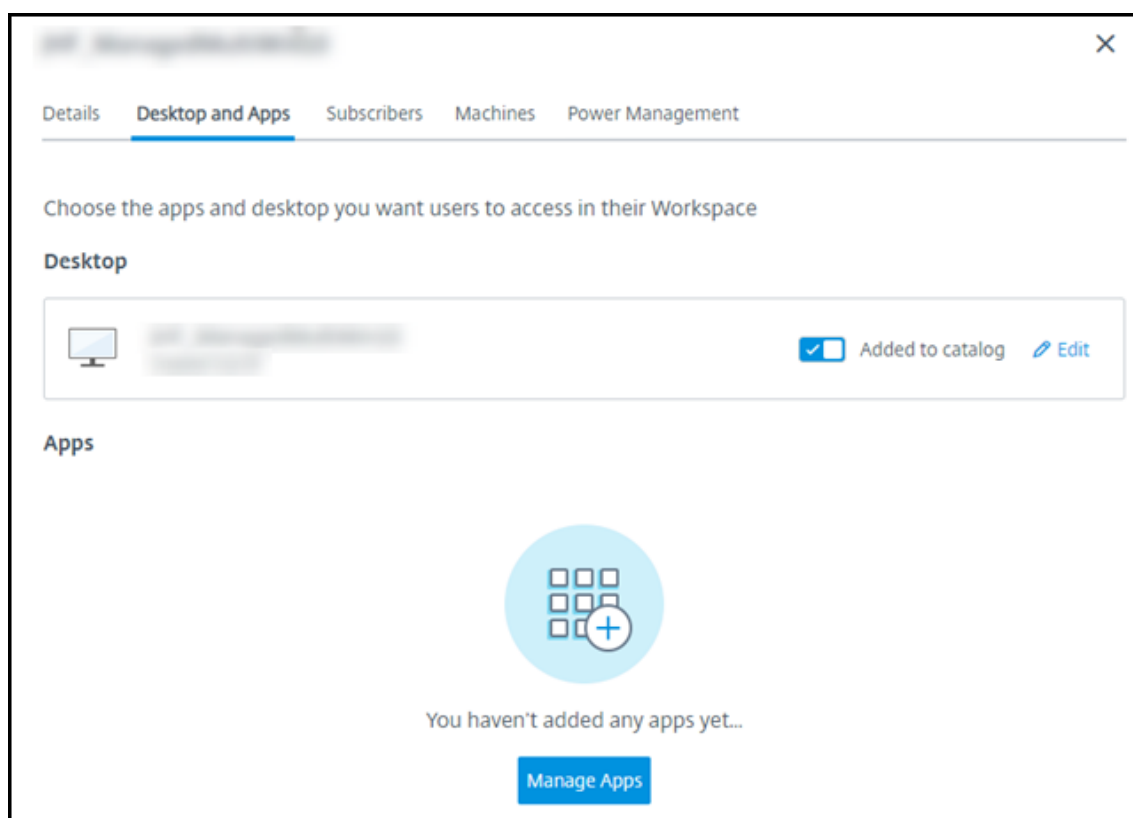 Details Desktop and Apps Subscribers Machines Power Management
Choose the apps and desktop you want users to access in their Workspace
Desktop
Added to catalog Edit
Apps
You haven't added any apps yet...
Manage Apps